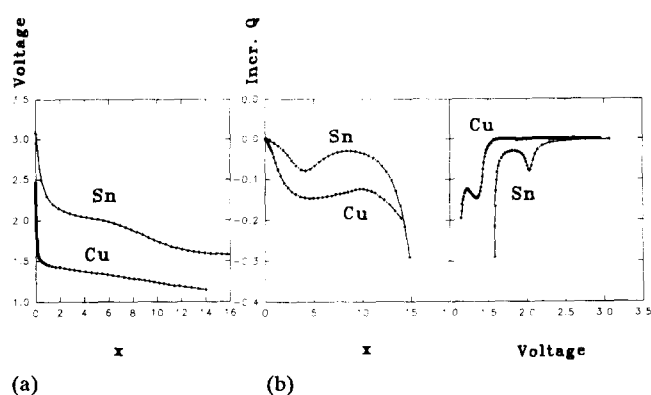 Voltage
3.5
3.0
2.5
2.0
1.5
1.0
Sn
Cu
0 2 4 6 8 10 12 14 16
x
(a)
Incr. Q
0.0
-0.1
-0.2
-0.3
-0.4
Sn
Cu
0 5 10 15
x
(b)
Cu
Sn
1.0 1.5 2.0 2.5 3.0 3.5
Voltage